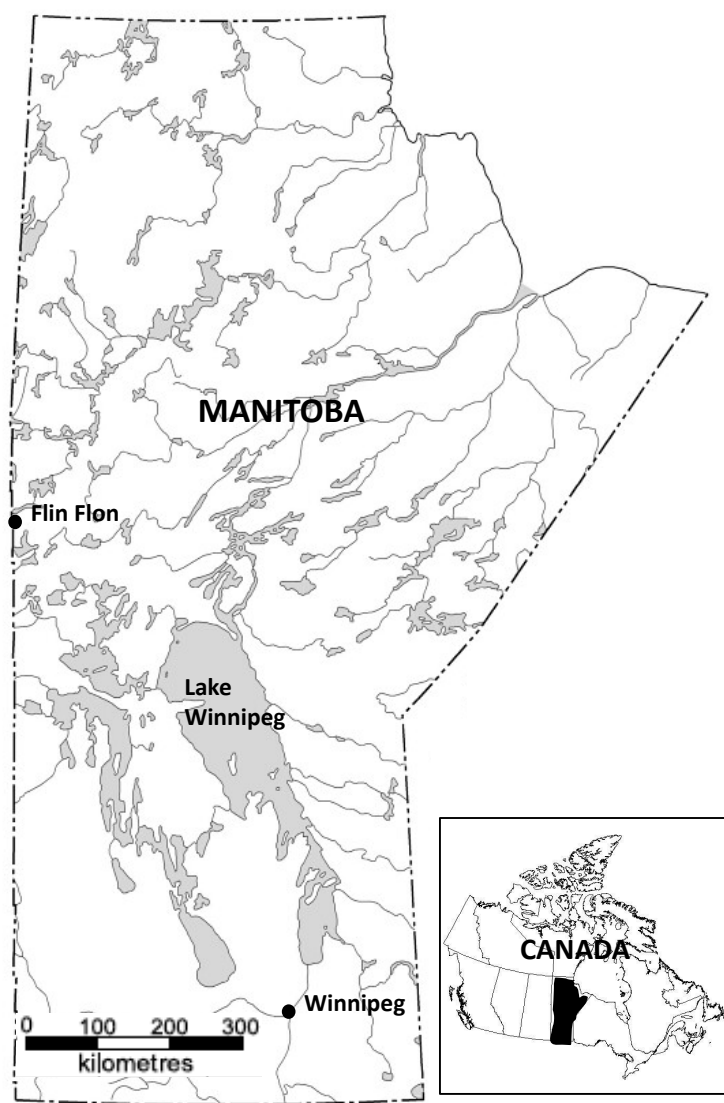 MANITOBA
Flin Flon
Lake
Winnipeg
CANADA
Winnipeg
0 100 200 300
kilometres